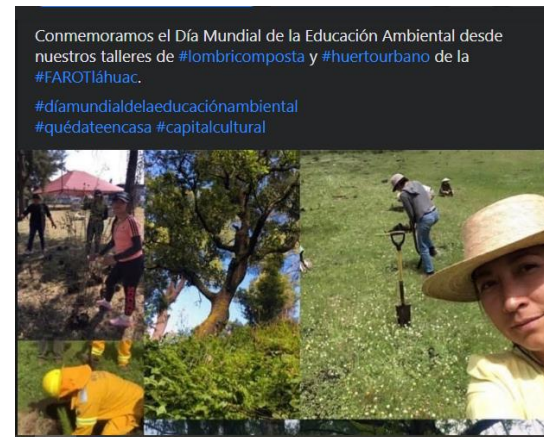 Conmemoramos el Día Mundial de la Educación Ambiental desde
nuestros talleres de #lombricomposta y #huertourbano de la
#FAROTláhuac.
#díamundialdelaeducaciónambiental
#quédateencasa #capitalcultural